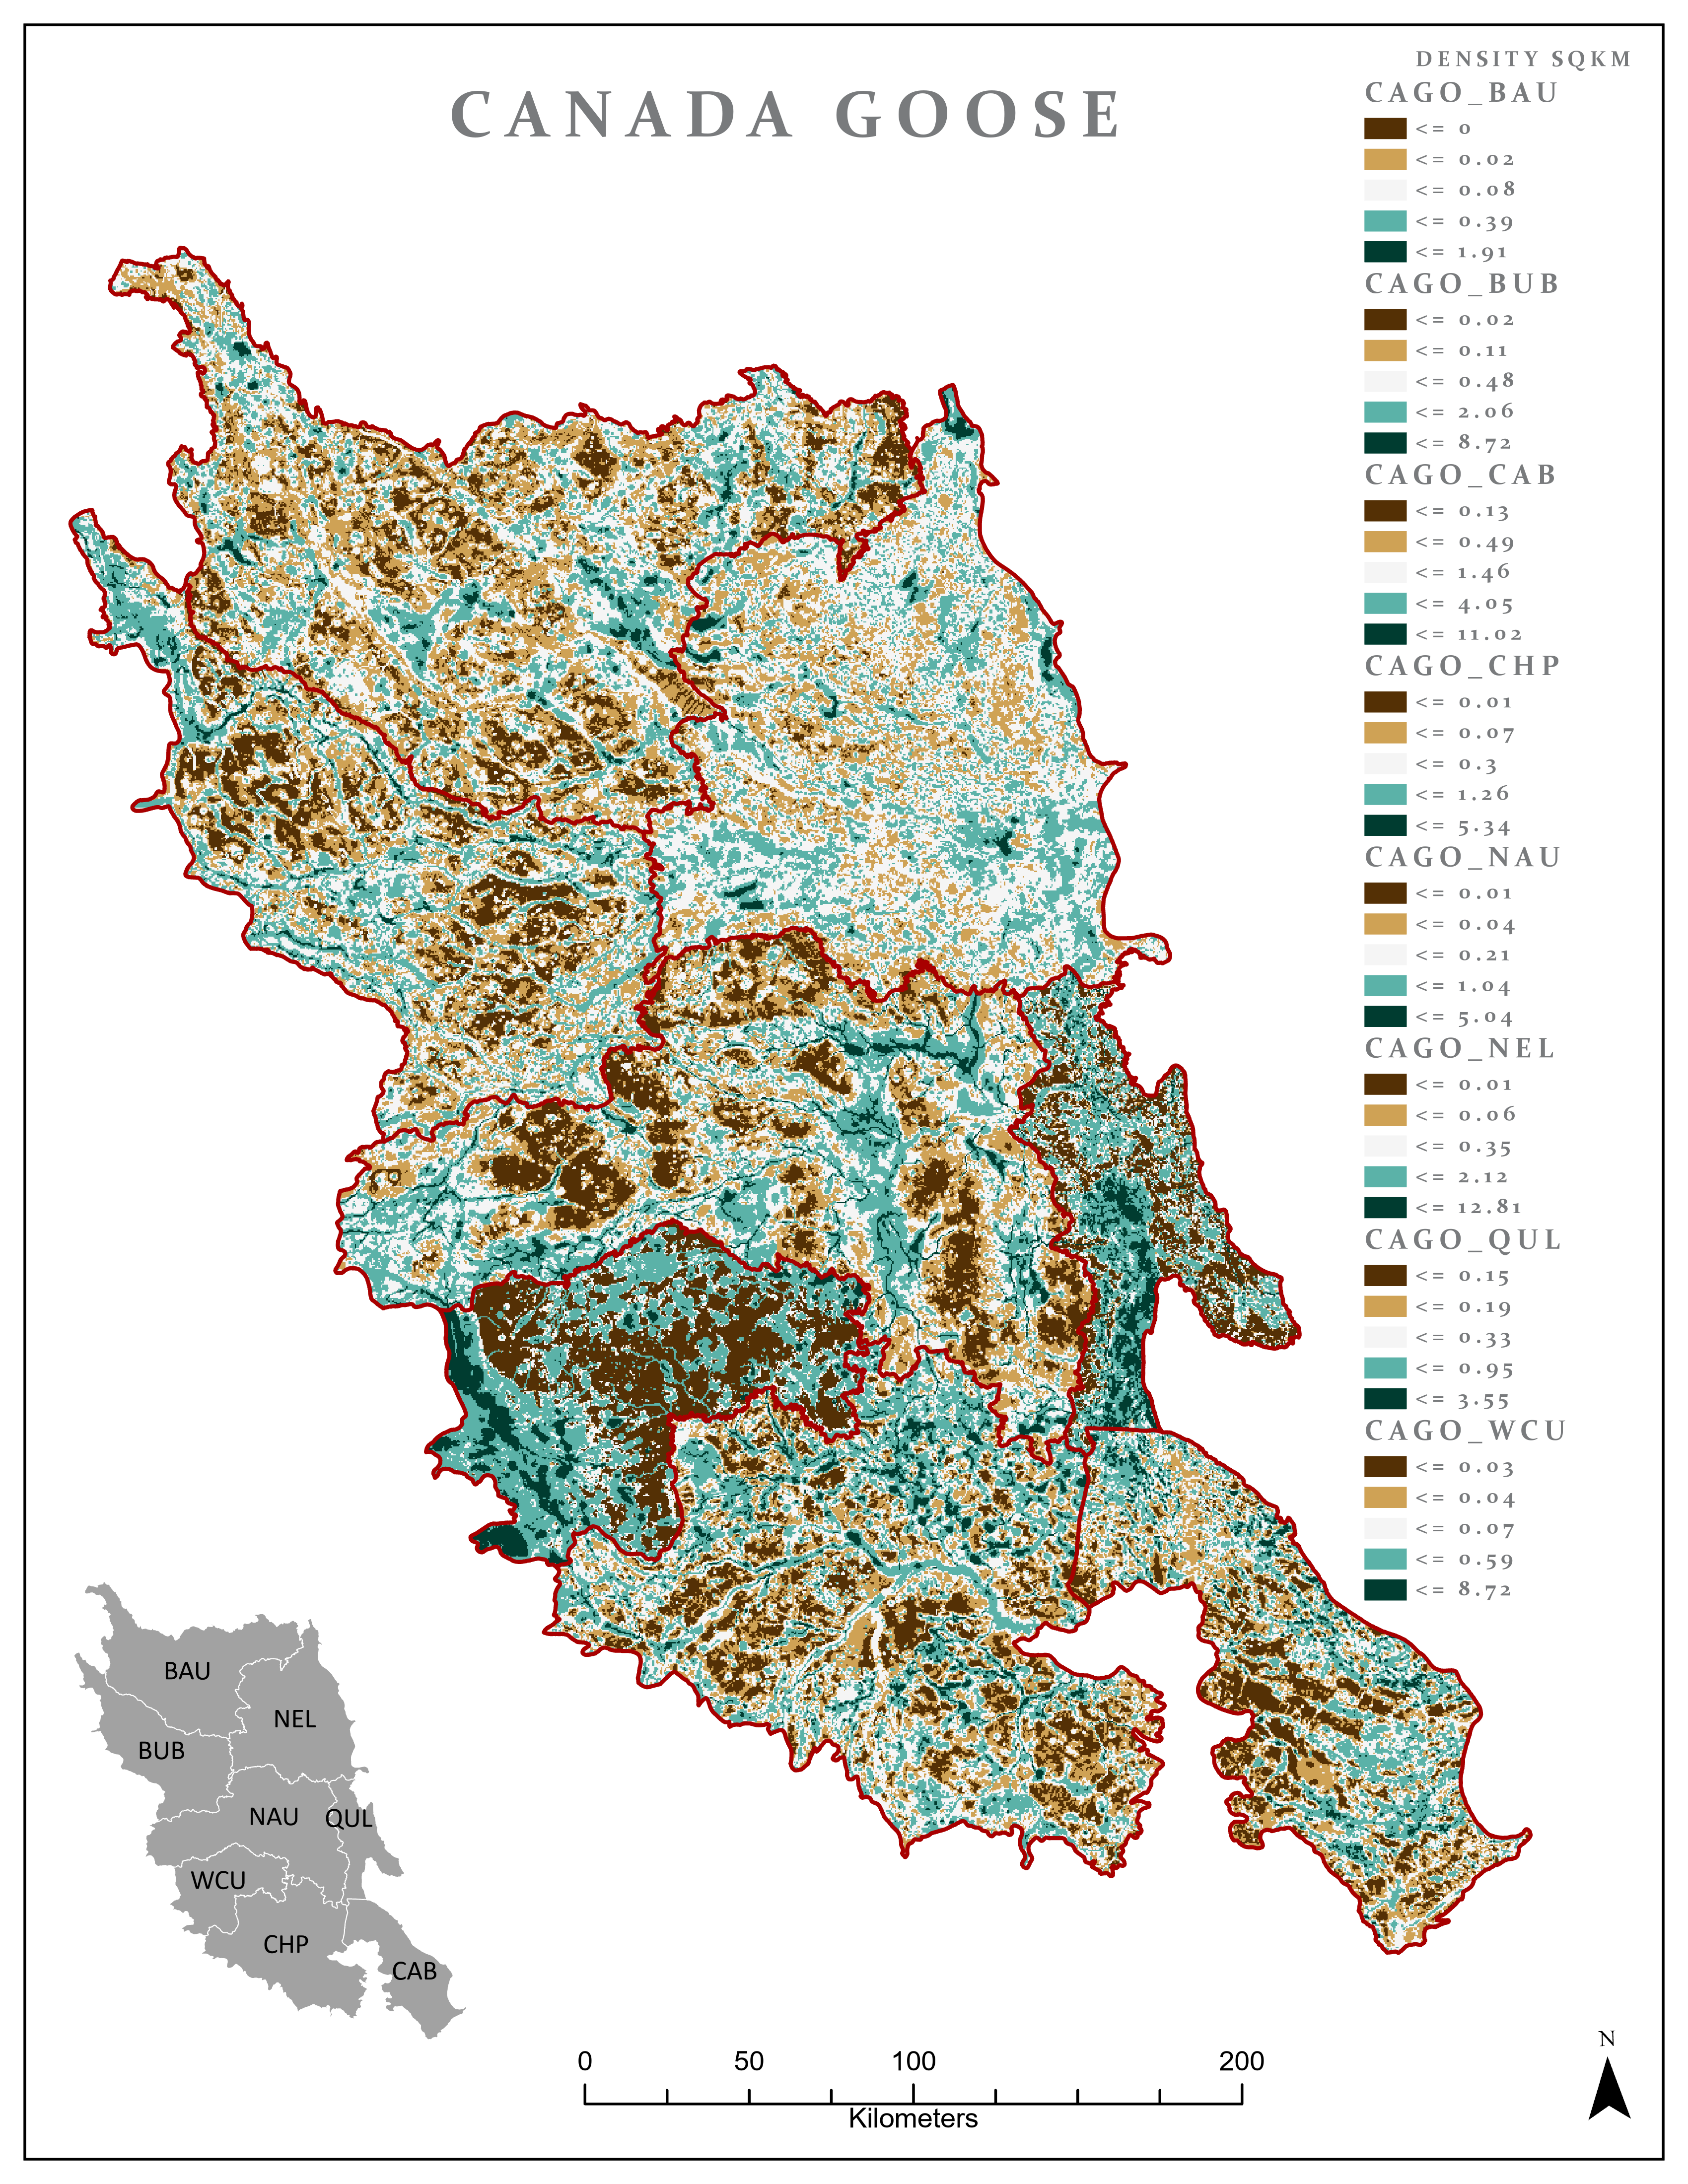 DENSITY SQKM
CANADA GOOSE
CAGO_BAU
<= 0
<= 0.02
<= 0.08
<= 0.39
<= 1.91
CAGO_BUB
<= 0.02
<= 0.11
<= 0.48
<= 2.06
<= 8.72
CAGO_CAB
<= 0.13
<= 0.49
<= 1.46
<= 4.05
<= 11.02
CAGO_CHP
<= 0.01
<= 0.07
<= 0.3
<= 1.26
<= 5.34
CAGO_NAU
<= 0.01
<= 0.04
<= 0.21
<= 1.04
<= 5.04
CAGO_NEL
<= 0.01
<= 0.06
<= 0.35
<= 2.12
<= 12.81
CAGO_QUL
<= 0.15
<= 0.19
<= 0.33
<= 0.95
<= 3.55
CAGO_WCU
<= 0.03
<= 0.04
<= 0.07
<= 0.59
<= 8.72
BAU
NEL
BUB
NAU QUL
WCU
CHP
CAB
0 50 100 200
Kilometers
N